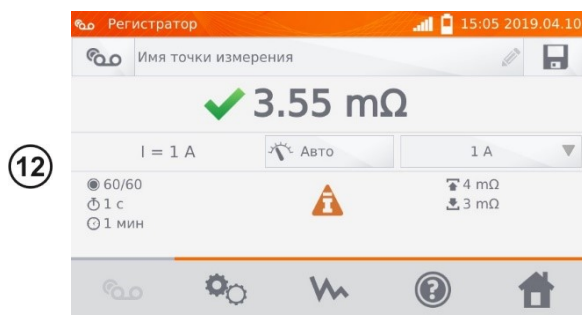 Регистратор 15:05 2019.04.10
Имя точки измерения
3.55 mΩ
12
I = 1 A Авто 1 A
60/60 4 mΩ
1 с 3 mΩ
1 мин